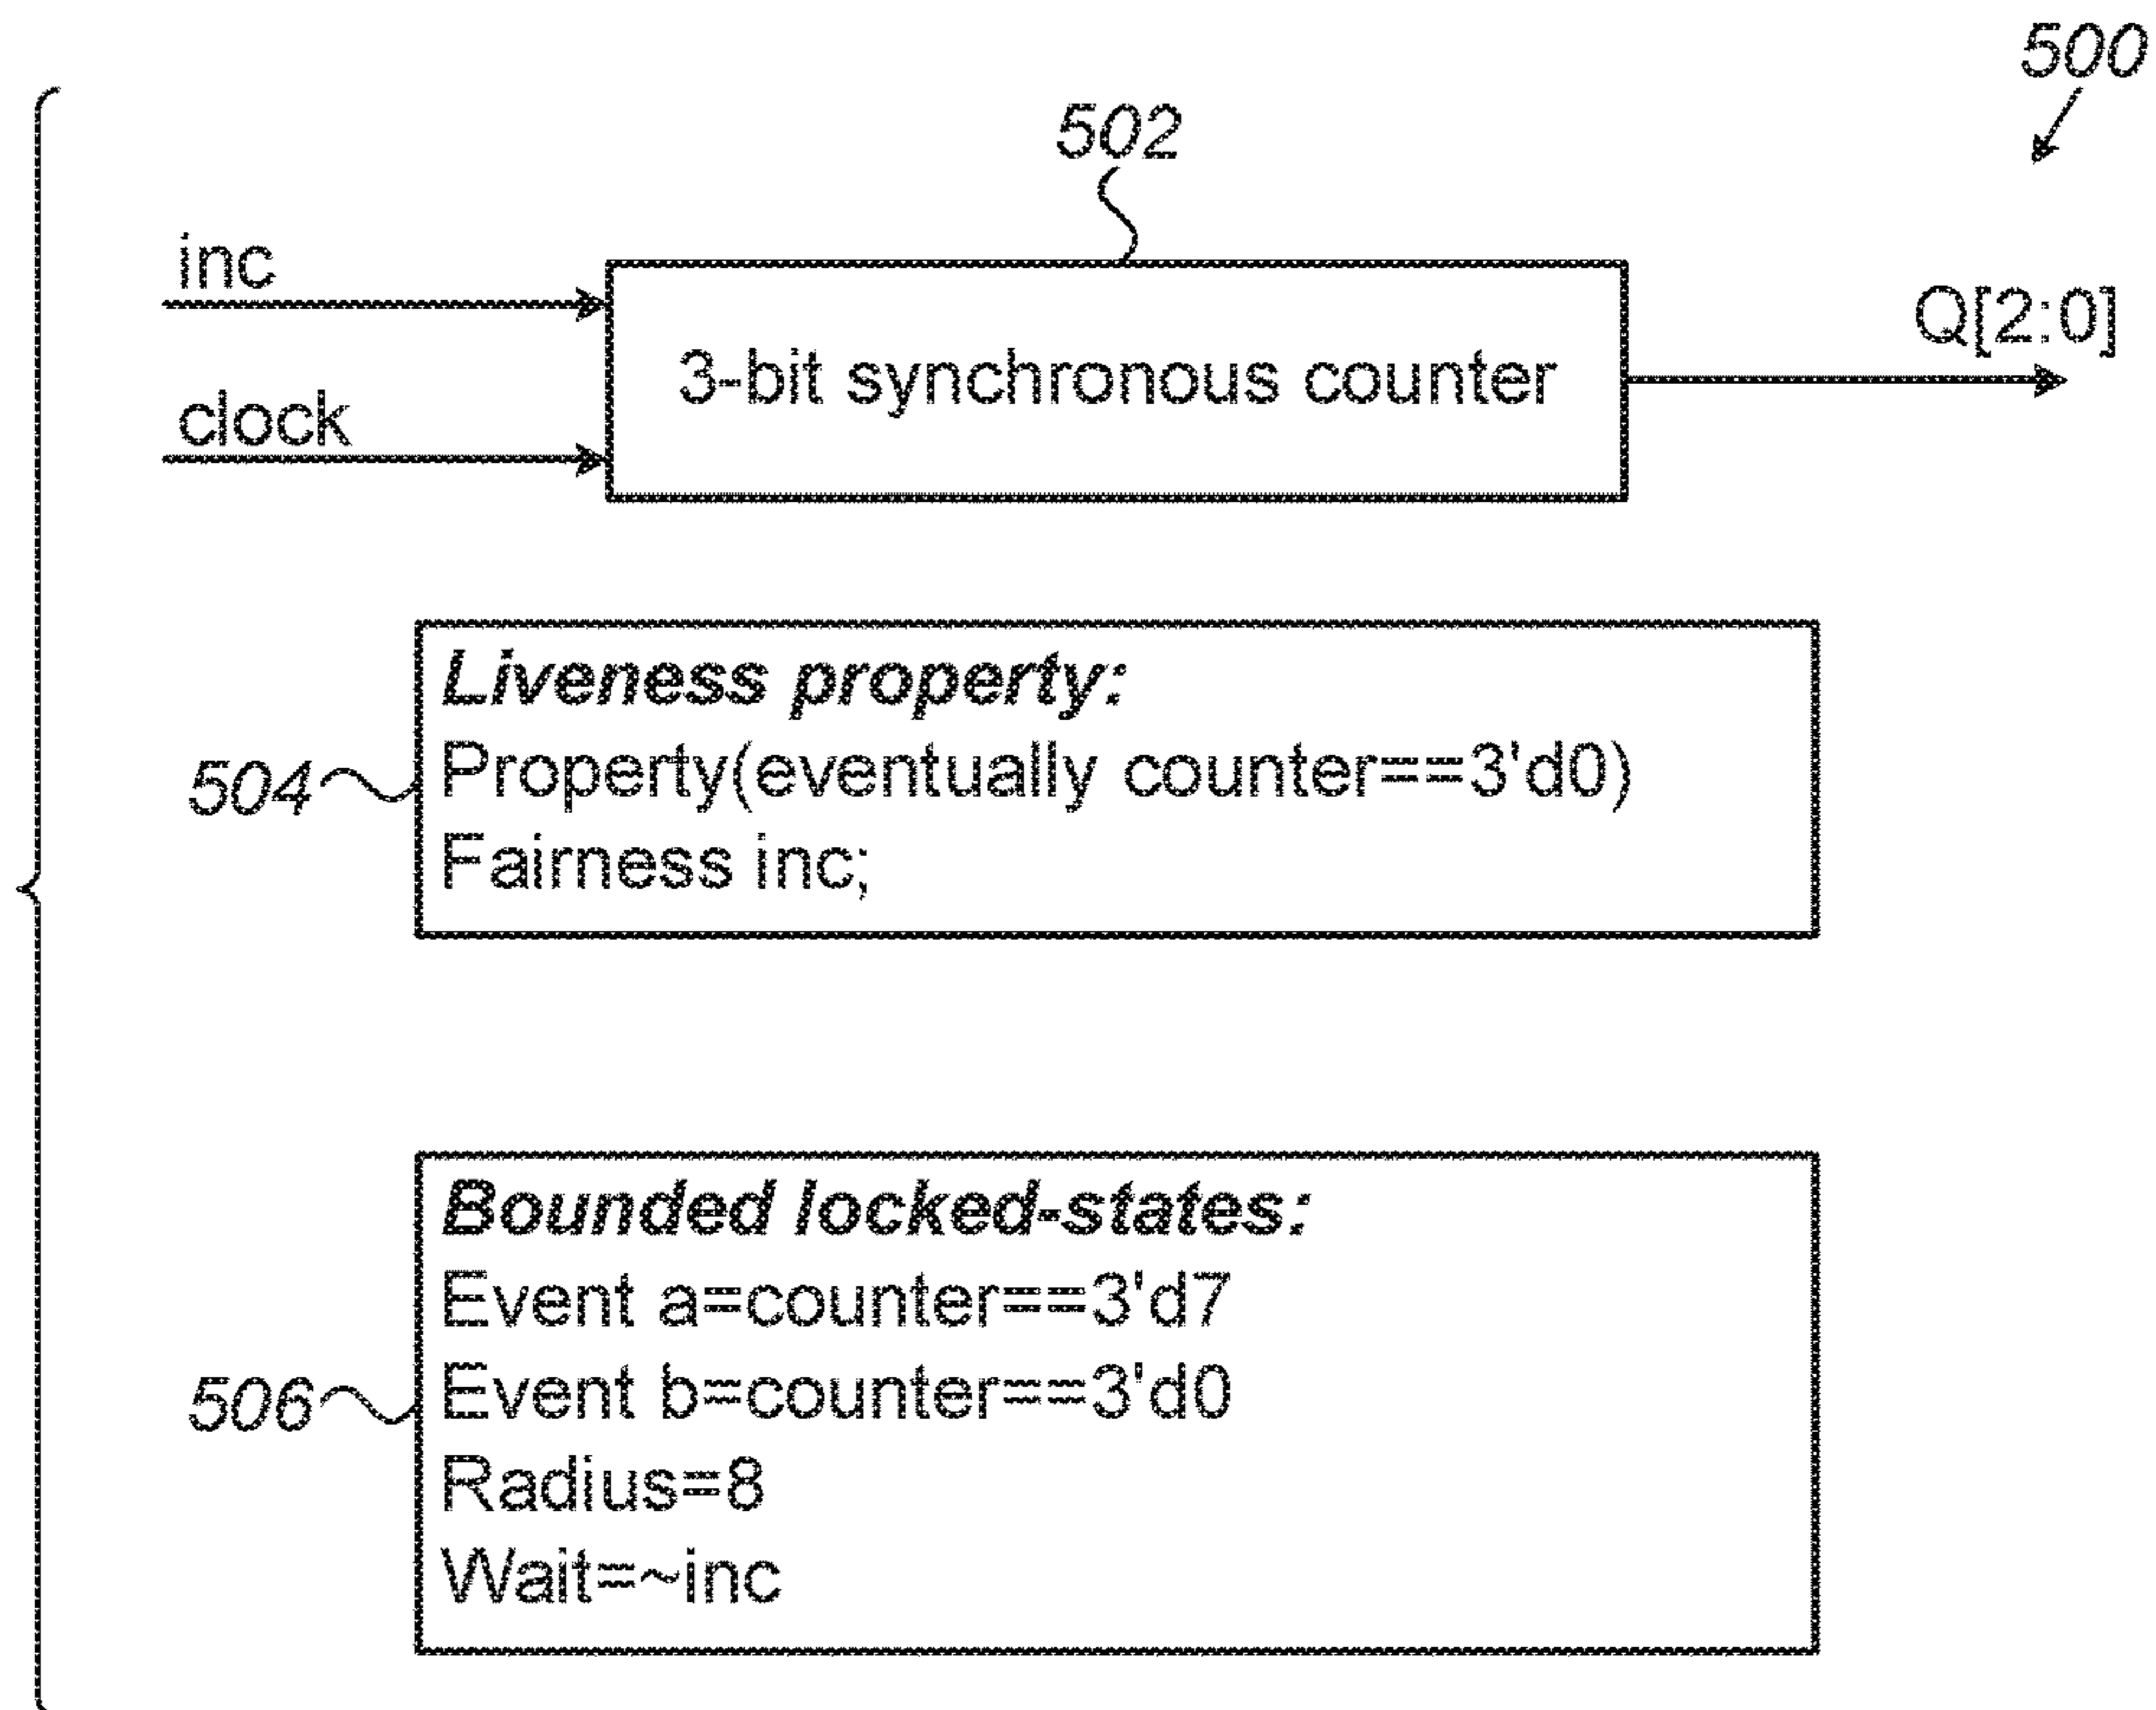 500
502
inc
clock
3-bit synchronous counter
Q[2:0]
Liveness property:
504
Property(eventually counter==3'd0)
Fairness inc;
Bounded locked-states:
Event a=counter==3'd7
506
Event b=counter==3'd0
Radius=8
Wait=~inc